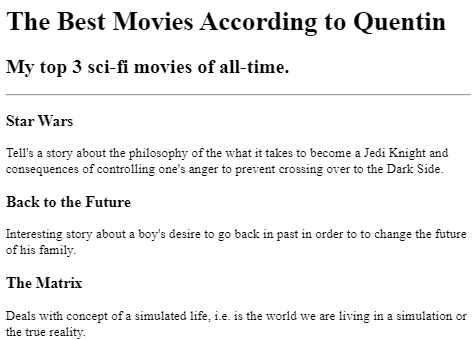 The Best Movies According to Quentin
My top 3 sci-fi movies of all-time.
Star Wars
Tell's a story about the philosophy of the what it takes to become a Jedi Knight and
consequences of controlling one's anger to prevent crossing over to the Dark Side.
Back to the Future
Interesting story about a boy's desire to go back in past in order to to change the future
of his family.
The Matrix
Deals with concept of a simulated life, i.e. is the world we are living in a simulation or
the true reality.